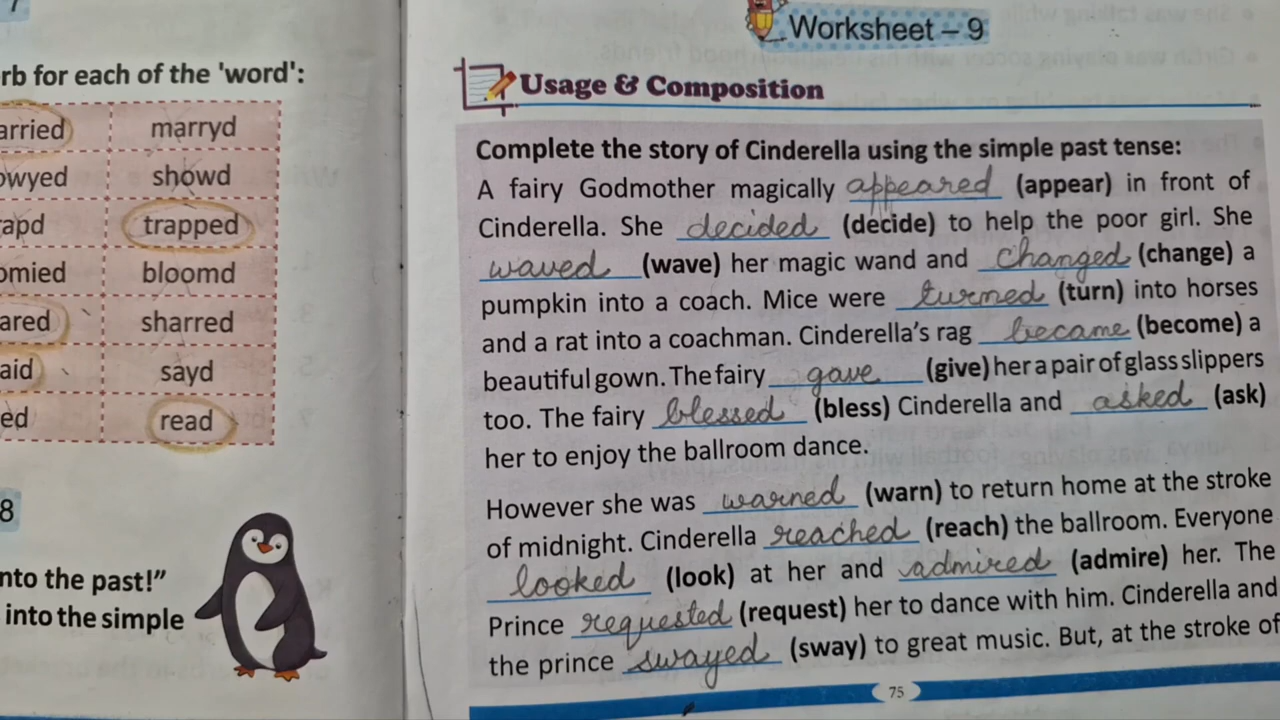 7
rb for each of the 'word':
arried marryd
owyed showd
apd trapped
omied bloomd
ared sharred
aid sayd
ed read
8
nto the past!”
into the simple
Worksheet – 9
Usage & Composition
Complete the story of Cinderella using the simple past tense:
A fairy Godmother magically appeared (appear) in front of
Cinderella. She decided (decide) to help the poor girl. She
waved (wave) her magic wand and changed (change) a
pumpkin into a coach. Mice were turned (turn) into horses
and a rat into a coachman. Cinderella’s rag became (become) a
beautiful gown. The fairy gave (give) her a pair of glass slippers
too. The fairy blessed (bless) Cinderella and asked (ask)
her to enjoy the ballroom dance.
However she was warned (warn) to return home at the stroke
of midnight. Cinderella reached (reach) the ballroom. Everyone
looked (look) at her and admired (admire) her. The
Prince requested (request) her to dance with him. Cinderella and
the prince swayed (sway) to great music. But, at the stroke of
75